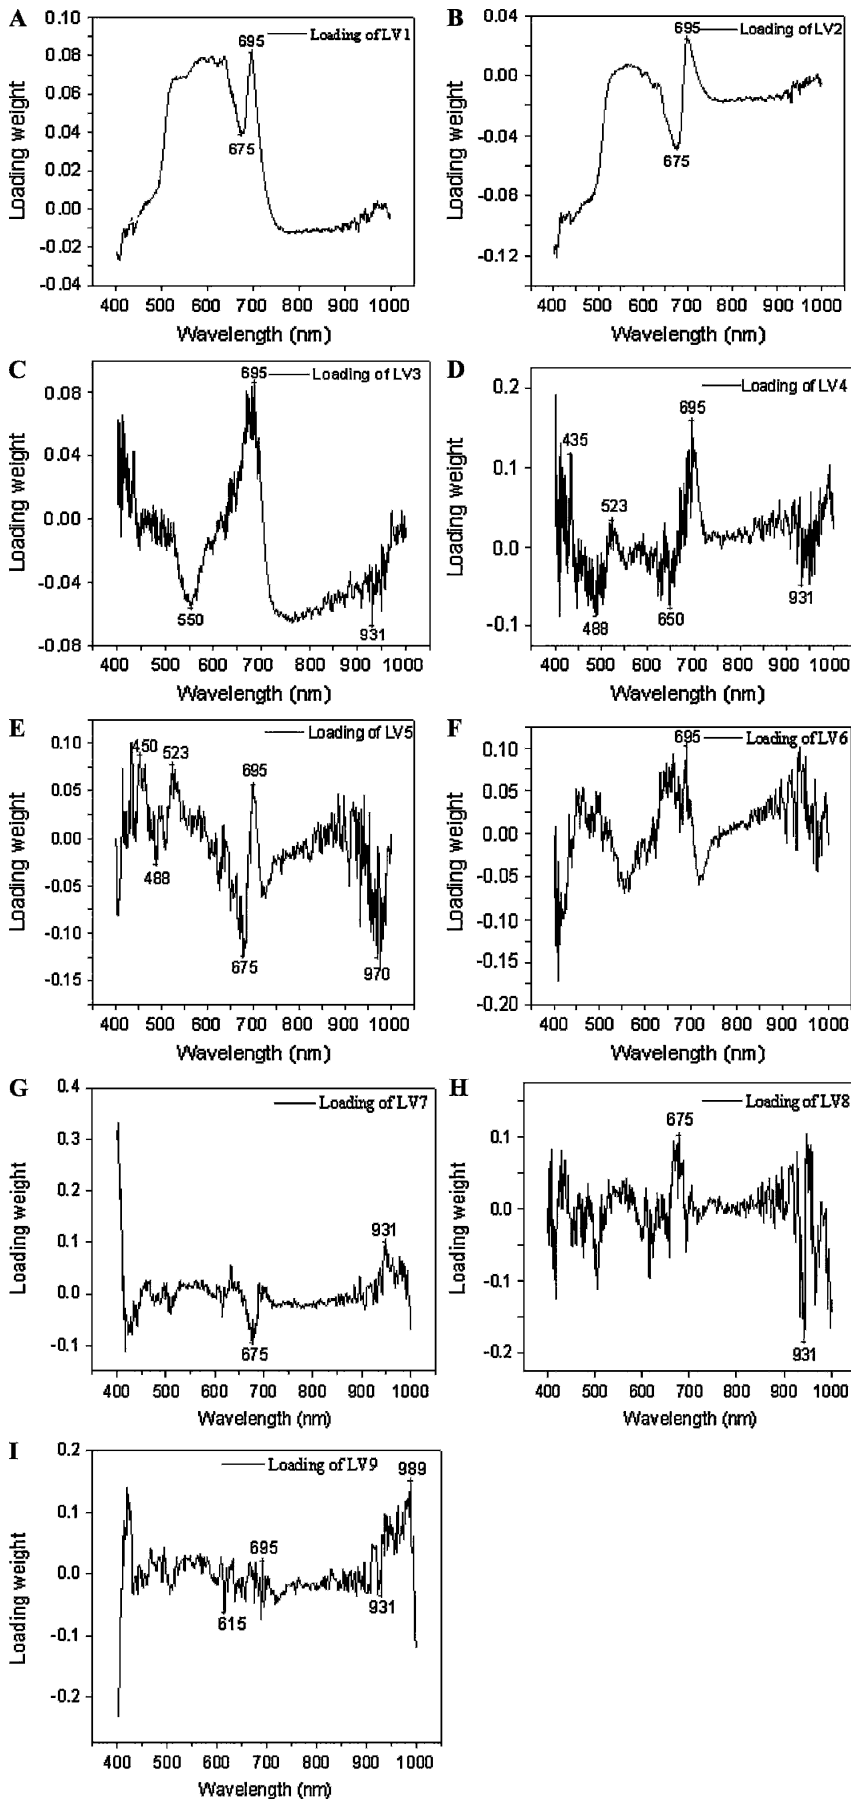 A
Loading of LV1
0.10
0.08
0.06
0.04
0.02
0.00
-0.02
-0.04
695
675
Loading weight
400 500 600 700 800 900 1000
Wavelength (nm)
B
Loading of LV2
0.04
0.00
-0.04
-0.08
-0.12
695
675
Loading weight
400 500 600 700 800 900 1000
Wavelength (nm)
C
Loading of LV3
0.08
0.04
0.00
-0.04
-0.08
695
550
931
Loading weight
400 500 600 700 800 900 1000
Wavelength (nm)
D
Loading of LV4
0.2
0.1
0.0
-0.1
435
523
695
488
650
931
Loading weight
400 500 600 700 800 900 1000
Wavelength (nm)
E
Loading of LV5
0.10
0.05
0.00
-0.05
-0.10
-0.15
450
523
695
488
675
970
Loading weight
400 500 600 700 800 900 1000
Wavelength (nm)
F
Loading of LV6
0.10
0.05
0.00
-0.05
-0.10
-0.15
-0.20
695
Loading weight
400 500 600 700 800 900 1000
Wavelength (nm)
G
Loading of LV7
0.4
0.3
0.2
0.1
0.0
-0.1
931
675
Loading weight
400 500 600 700 800 900 1000
Wavelength (nm)
H
Loading of LV8
0.1
0.0
-0.1
-0.2
675
931
Loading weight
400 500 600 700 800 900 1000
Wavelength (nm)
I
Loading of LV9
0.2
0.1
0.0
-0.1
-0.2
989
695
615
931
Loading weight
400 500 600 700 800 900 1000
Wavelength (nm)